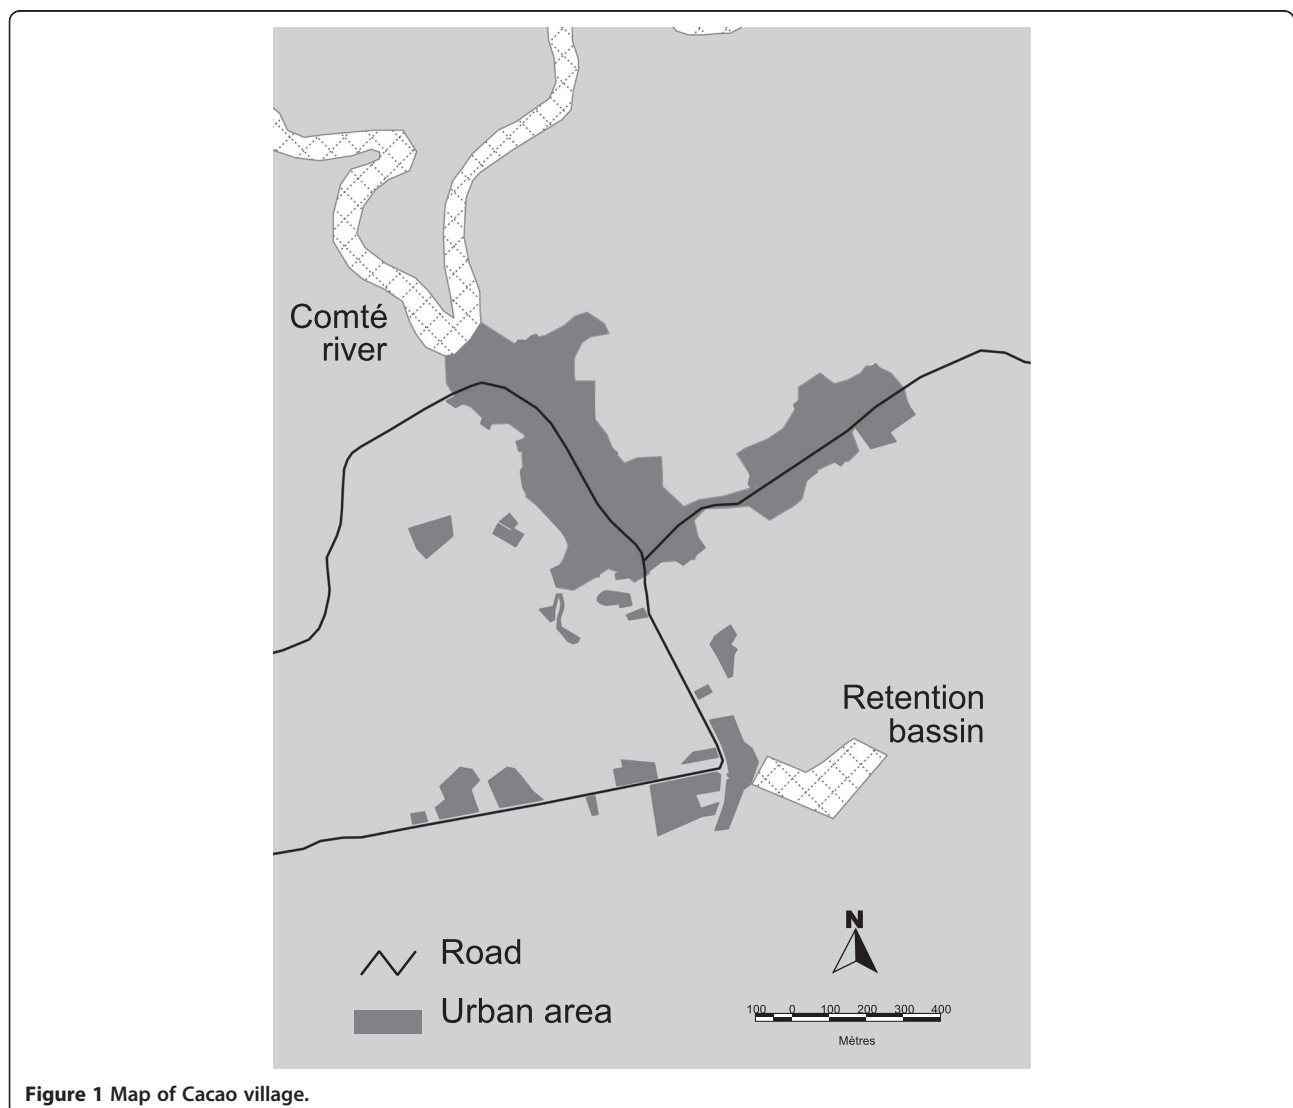 Comté
river
Retention
bassin
N
Road
Urban area
100 0 100 200 300 400
Mètres
Figure 1 Map of Cacao village.